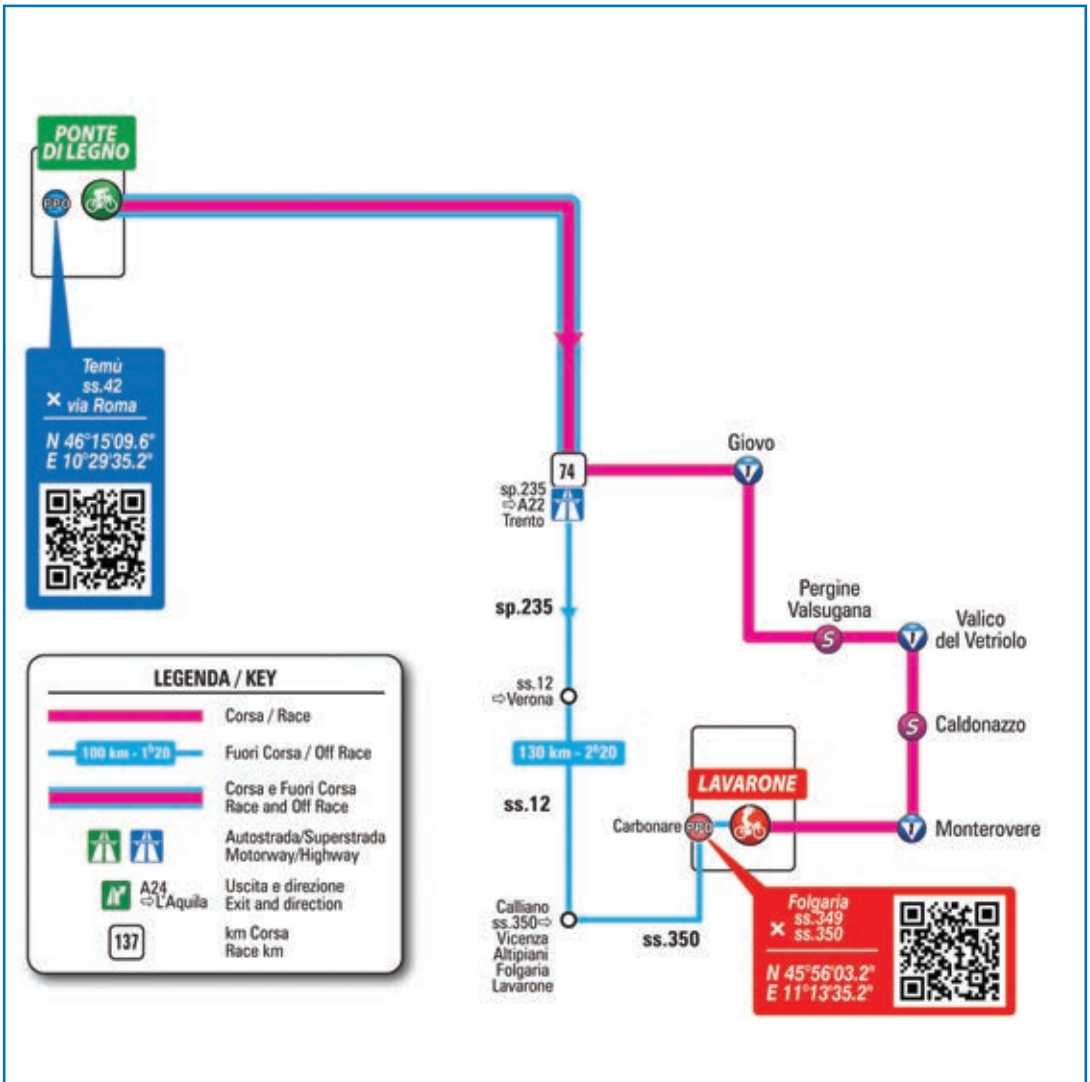 PONTE
DI LEGNO
PPO
Temù
ss.42
via Roma
N 46°15'09.6"
E 10°29'35.2"
74
sp.235
⇨A22
Trento
Giovo
Pergine
Valsugana
S
Valico
del Vetriolo
sp.235
ss.12
⇨Verona
S
Caldonazzo
130 km - 2h20
ss.12
LAVARONE
Carbonare
PPO
Monterovere
Calliano
ss.350⇨
Vicenza
Altipiani
Folgaria
Lavarone
ss.350
Folgaria
ss.349
ss.350
N 45°56'03.2"
E 11°13'35.2"
LEGENDA / KEY
Corsa / Race
100 km - 1h20
Fuori Corsa / Off Race
Corsa e Fuori Corsa
Race and Off Race
Autostrada/Superstrada
Motorway/Highway
A24
⇨L'Aquila
Uscita e direzione
Exit and direction
137
km Corsa
Race km